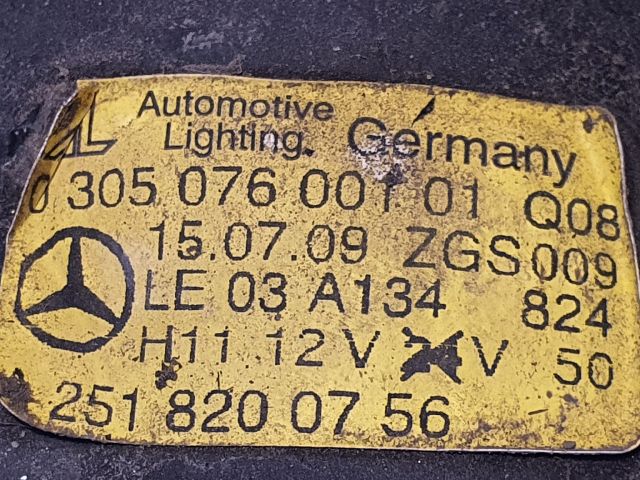 AL Automotive
Lighting Germany
0 305 076 001 01 Q08
15.07.09 ZGS 009
LE 03 A134 824
H11 12 V V 50
251 820 07 56